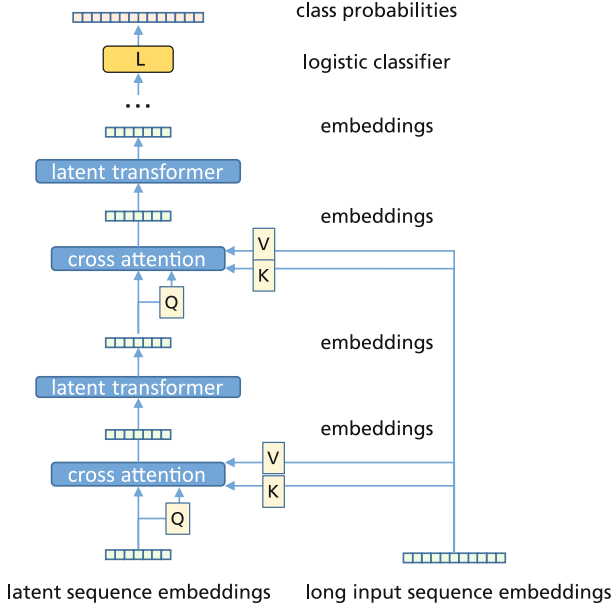 class probabilities
L
logistic classifier
...
embeddings
latent transformer
embeddings
V
cross attention
K
Q
embeddings
latent transformer
embeddings
V
cross attention
K
Q
latent sequence embeddings
long input sequence embeddings